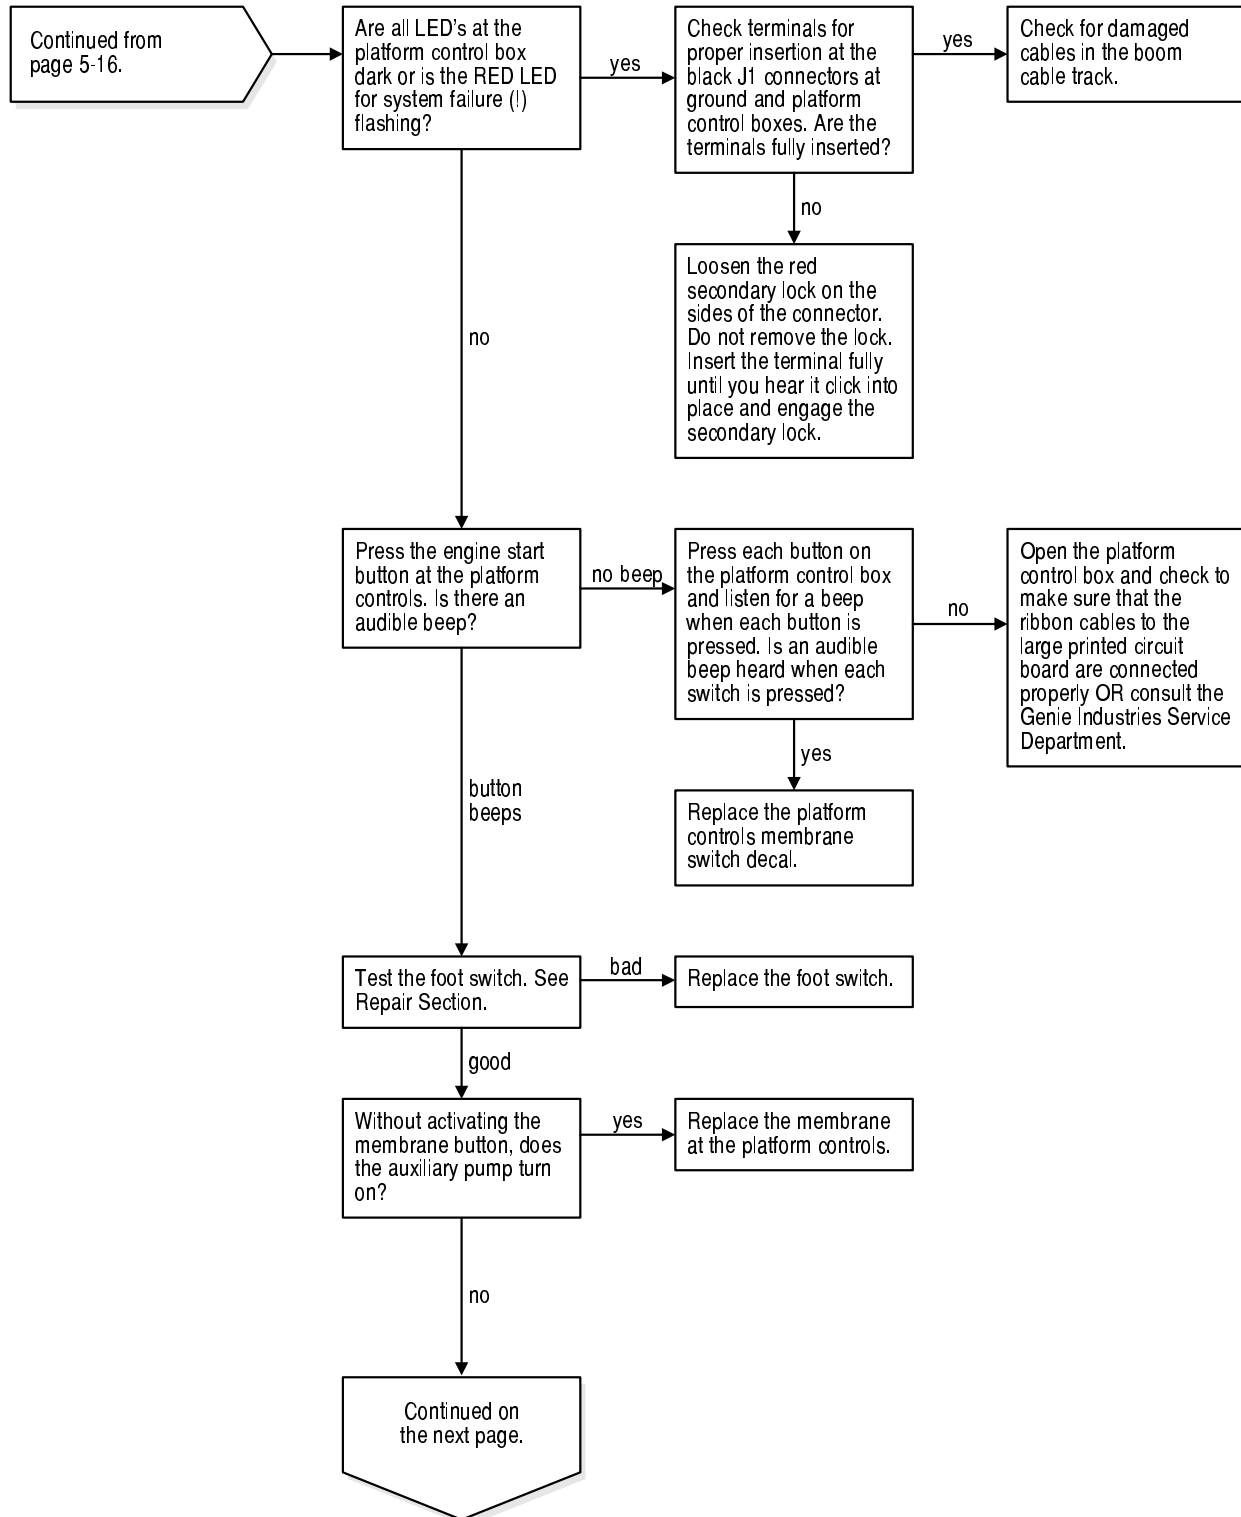 Continued from
page 5-16.
Are all LED's at the
platform control box
dark or is the RED LED
for system failure (!)
flashing?
yes
Check terminals for
proper insertion at the
black J1 connectors at
ground and platform
control boxes. Are the
terminals fully inserted?
yes
Check for damaged
cables in the boom
cable track.
no
Loosen the red
secondary lock on the
sides of the connector.
Do not remove the lock.
Insert the terminal fully
until you hear it click into
place and engage the
secondary lock.
no
Press the engine start
button at the platform
controls. Is there an
audible beep?
no beep
Press each button on
the platform control box
and listen for a beep
when each button is
pressed. Is an audible
beep heard when each
switch is pressed?
no
Open the platform
control box and check to
make sure that the
ribbon cables to the
large printed circuit
board are connected
properly OR consult the
Genie Industries Service
Department.
yes
Replace the platform
controls membrane
switch decal.
button
beeps
Test the foot switch. See
Repair Section.
bad
Replace the foot switch.
good
Without activating the
membrane button, does
the auxiliary pump turn
on?
yes
Replace the membrane
at the platform controls.
no
Continued on
the next page.